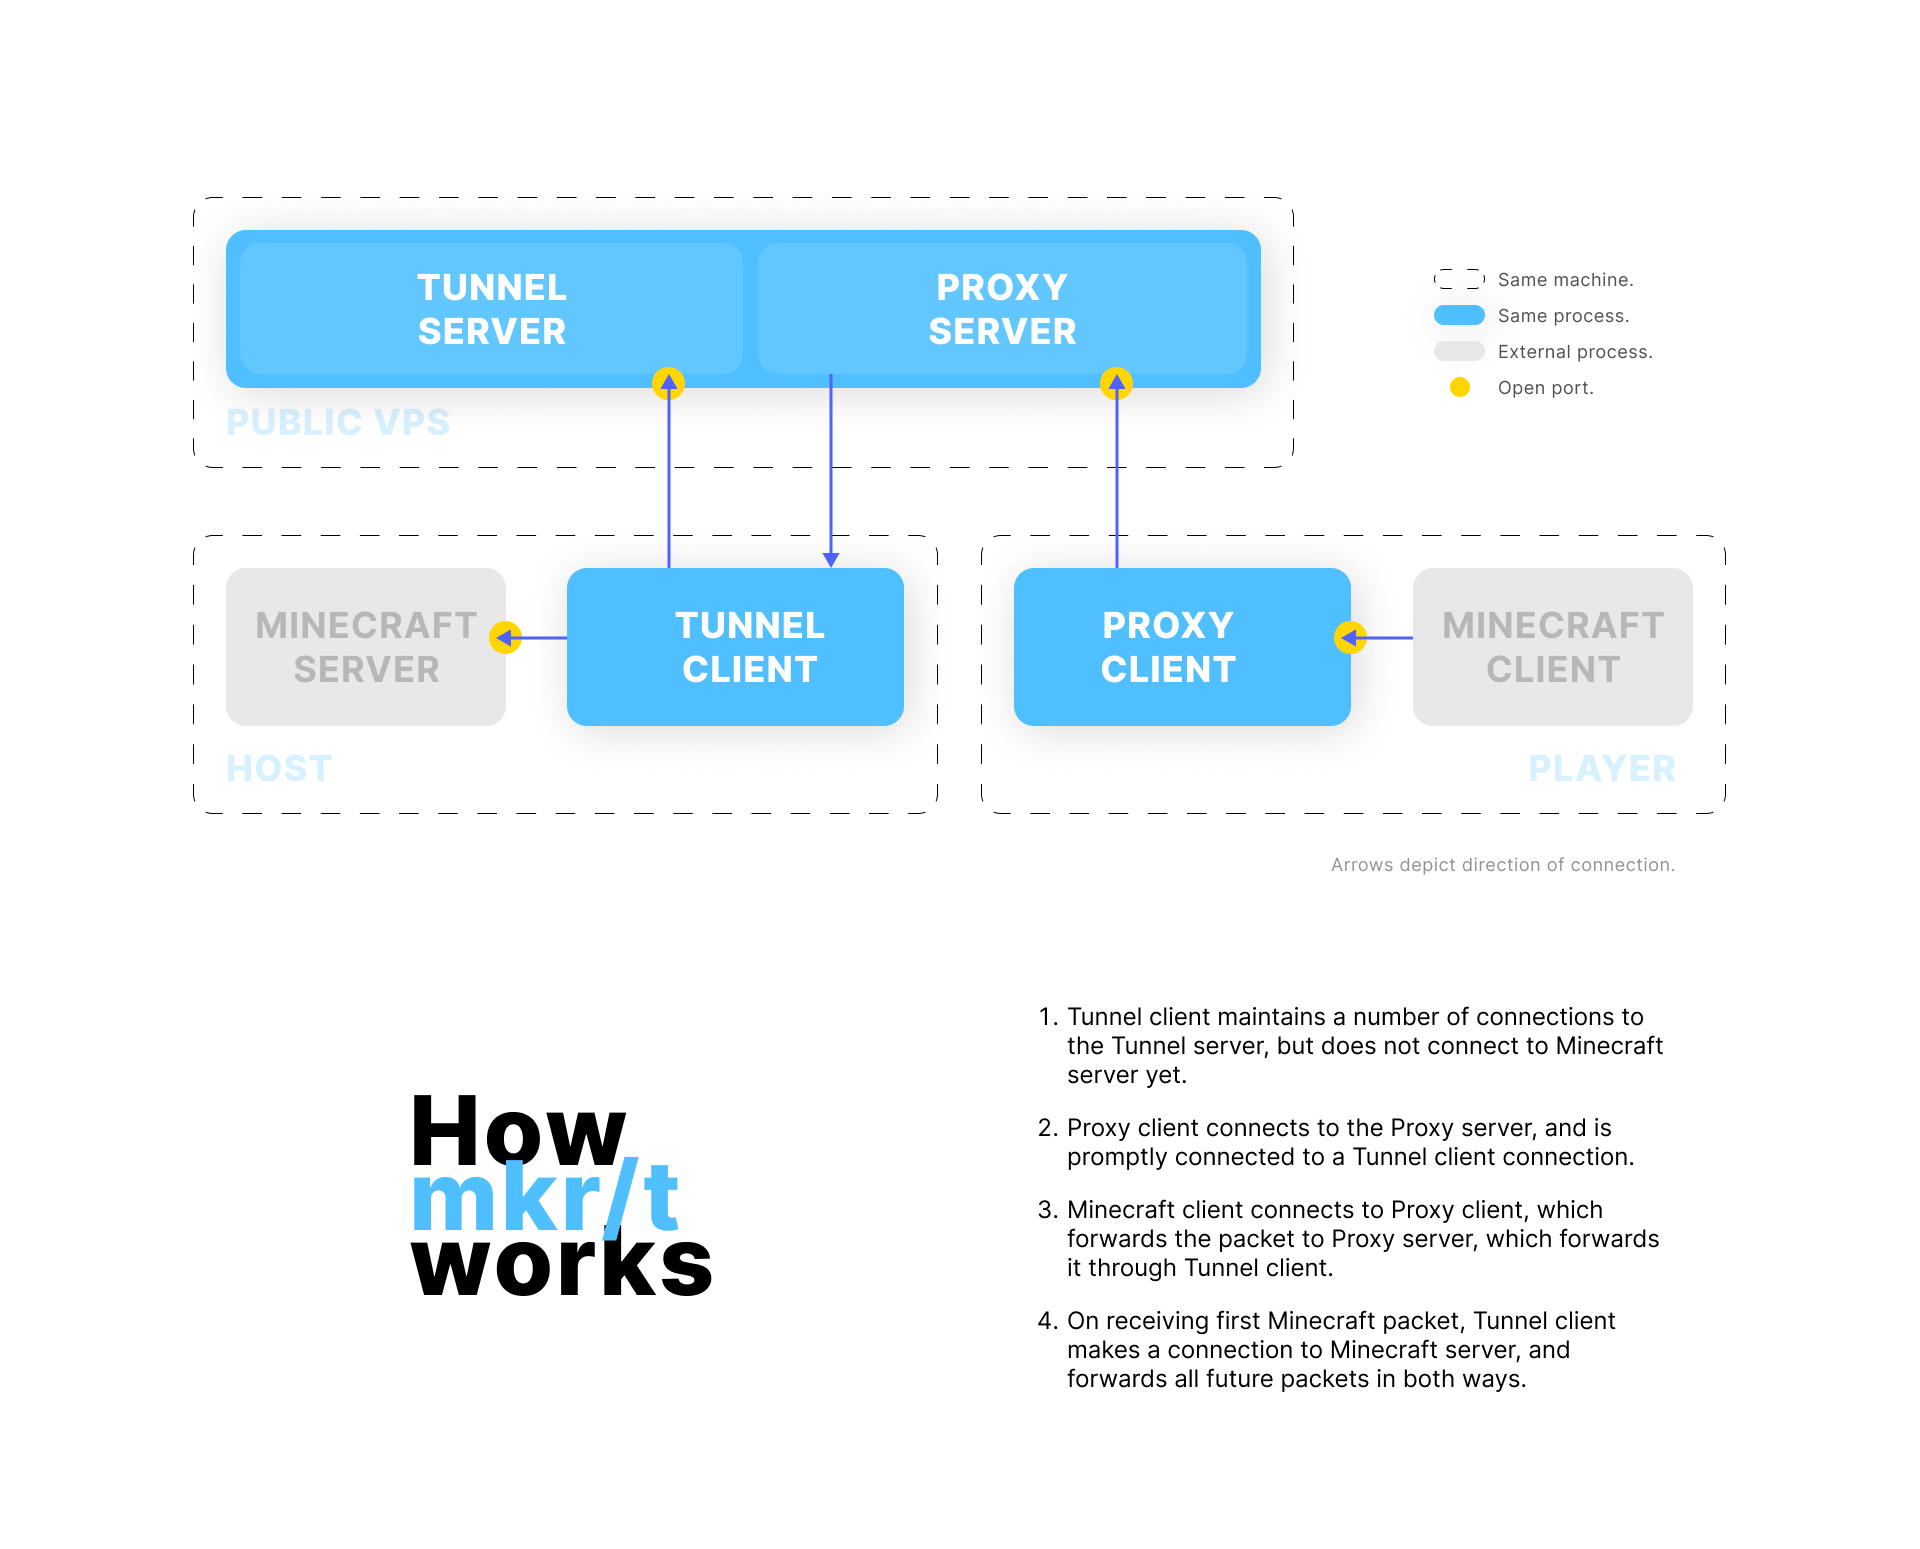 TUNNEL
SERVER
PROXY
SERVER
PUBLIC VPS
Same machine.
Same process.
External process.
Open port.
MINECRAFT
SERVER
TUNNEL
CLIENT
HOST
PROXY
CLIENT
MINECRAFT
CLIENT
PLAYER
Arrows depict direction of connection.
How
mkr/t
works
1. Tunnel client maintains a number of connections to
the Tunnel server, but does not connect to Minecraft
server yet.
2. Proxy client connects to the Proxy server, and is
promptly connected to a Tunnel client connection.
3. Minecraft client connects to Proxy client, which
forwards the packet to Proxy server, which forwards
it through Tunnel client.
4. On receiving first Minecraft packet, Tunnel client
makes a connection to Minecraft server, and
forwards all future packets in both ways.